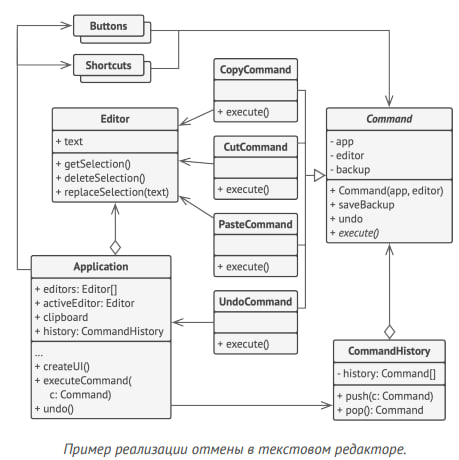 Buttons
Shortcuts
CopyCommand
+ execute()
Editor
+ text
+ getSelection()
+ deleteSelection()
+ replaceSelection(text)
CutCommand
+ execute()
Command
- app
- editor
- backup
+ Command(app, editor)
+ saveBackup
+ undo
+ execute()
PasteCommand
+ execute()
Application
+ editors: Editor[]
+ activeEditor: Editor
+ clipboard
+ history: CommandHistory
...
+ createUI()
+ executeCommand(
c: Command)
+ undo()
UndoCommand
+ execute()
CommandHistory
- history: Command[]
+ push(c: Command)
+ pop(): Command
Пример реализации отмены в текстовом редакторе.